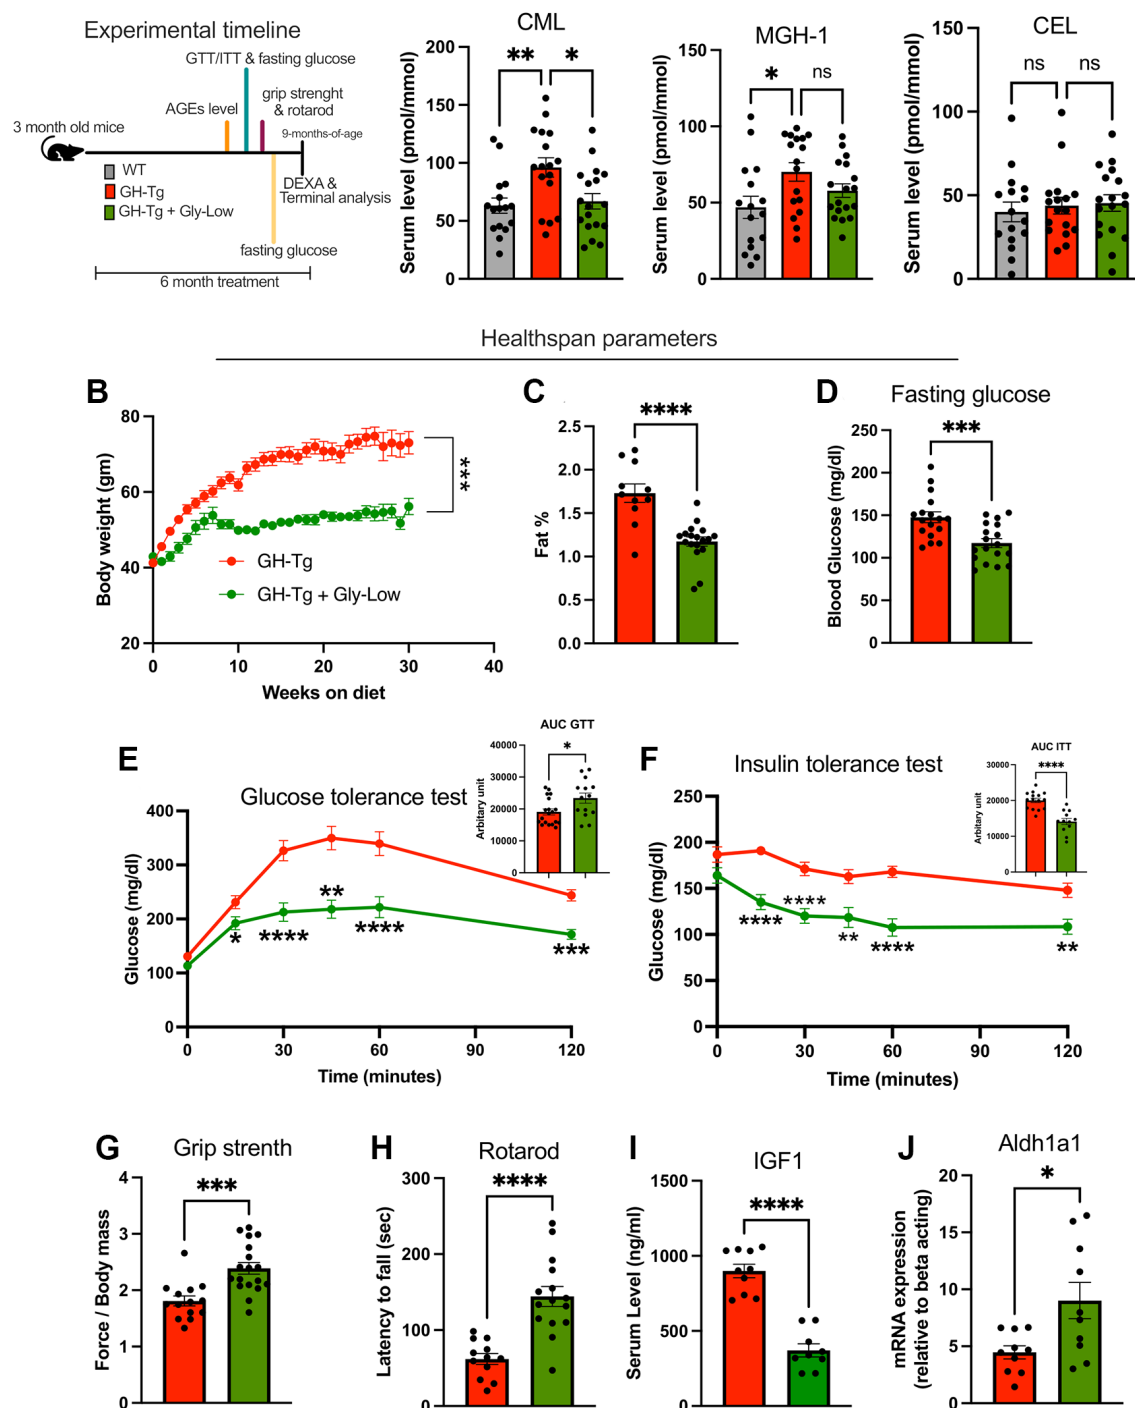 Experimental timeline
GTT/ITT & fasting glucose
AGEs level
grip strenght
& rotarod
3 month old mice
9-months-of-age
WT
GH-Tg
GH-Tg + Gly-Low
DEXA &
Terminal analysis
fasting glucose
6 month treatment
CML
Serum level (pmol/mmol)
200
150
100
50
0
** *
MGH-1
Serum level (pmol/mmol)
150
100
50
0
* ns
CEL
Serum level (pmol/mmol)
150
100
50
0
ns ns
Healthspan parameters
B
Body weight (gm)
80
60
40
20
0 10 20 30 40
Weeks on diet
GH-Tg
GH-Tg + Gly-Low
***
C
Fat %
2.5
2.0
1.5
1.0
0.5
0.0
****
D
Fasting glucose
Blood Glucose (mg/dl)
250
200
150
100
50
0
***
E
Glucose tolerance test
Glucose (mg/dl)
400
300
200
100
0
0 30 60 90 120
Time (minutes)
* **** ** **** ***
AUC GTT
Arbitary unit
40000
30000
20000
10000
0
*
F
Insulin tolerance test
Glucose (mg/dl)
250
200
150
100
50
0
0 30 60 90 120
Time (minutes)
**** **** ** **** **
AUC ITT
Arbitary unit
30000
20000
10000
0
****
G
Grip strenth
Force / Body mass
4
3
2
1
0
***
H
Rotarod
Latency to fall (sec)
300
200
100
0
****
I
IGF1
Serum Level (ng/ml)
1500
1000
500
0
****
J
Aldh1a1
mRNA expression
(relative to beta acting)
20
15
10
5
0
*